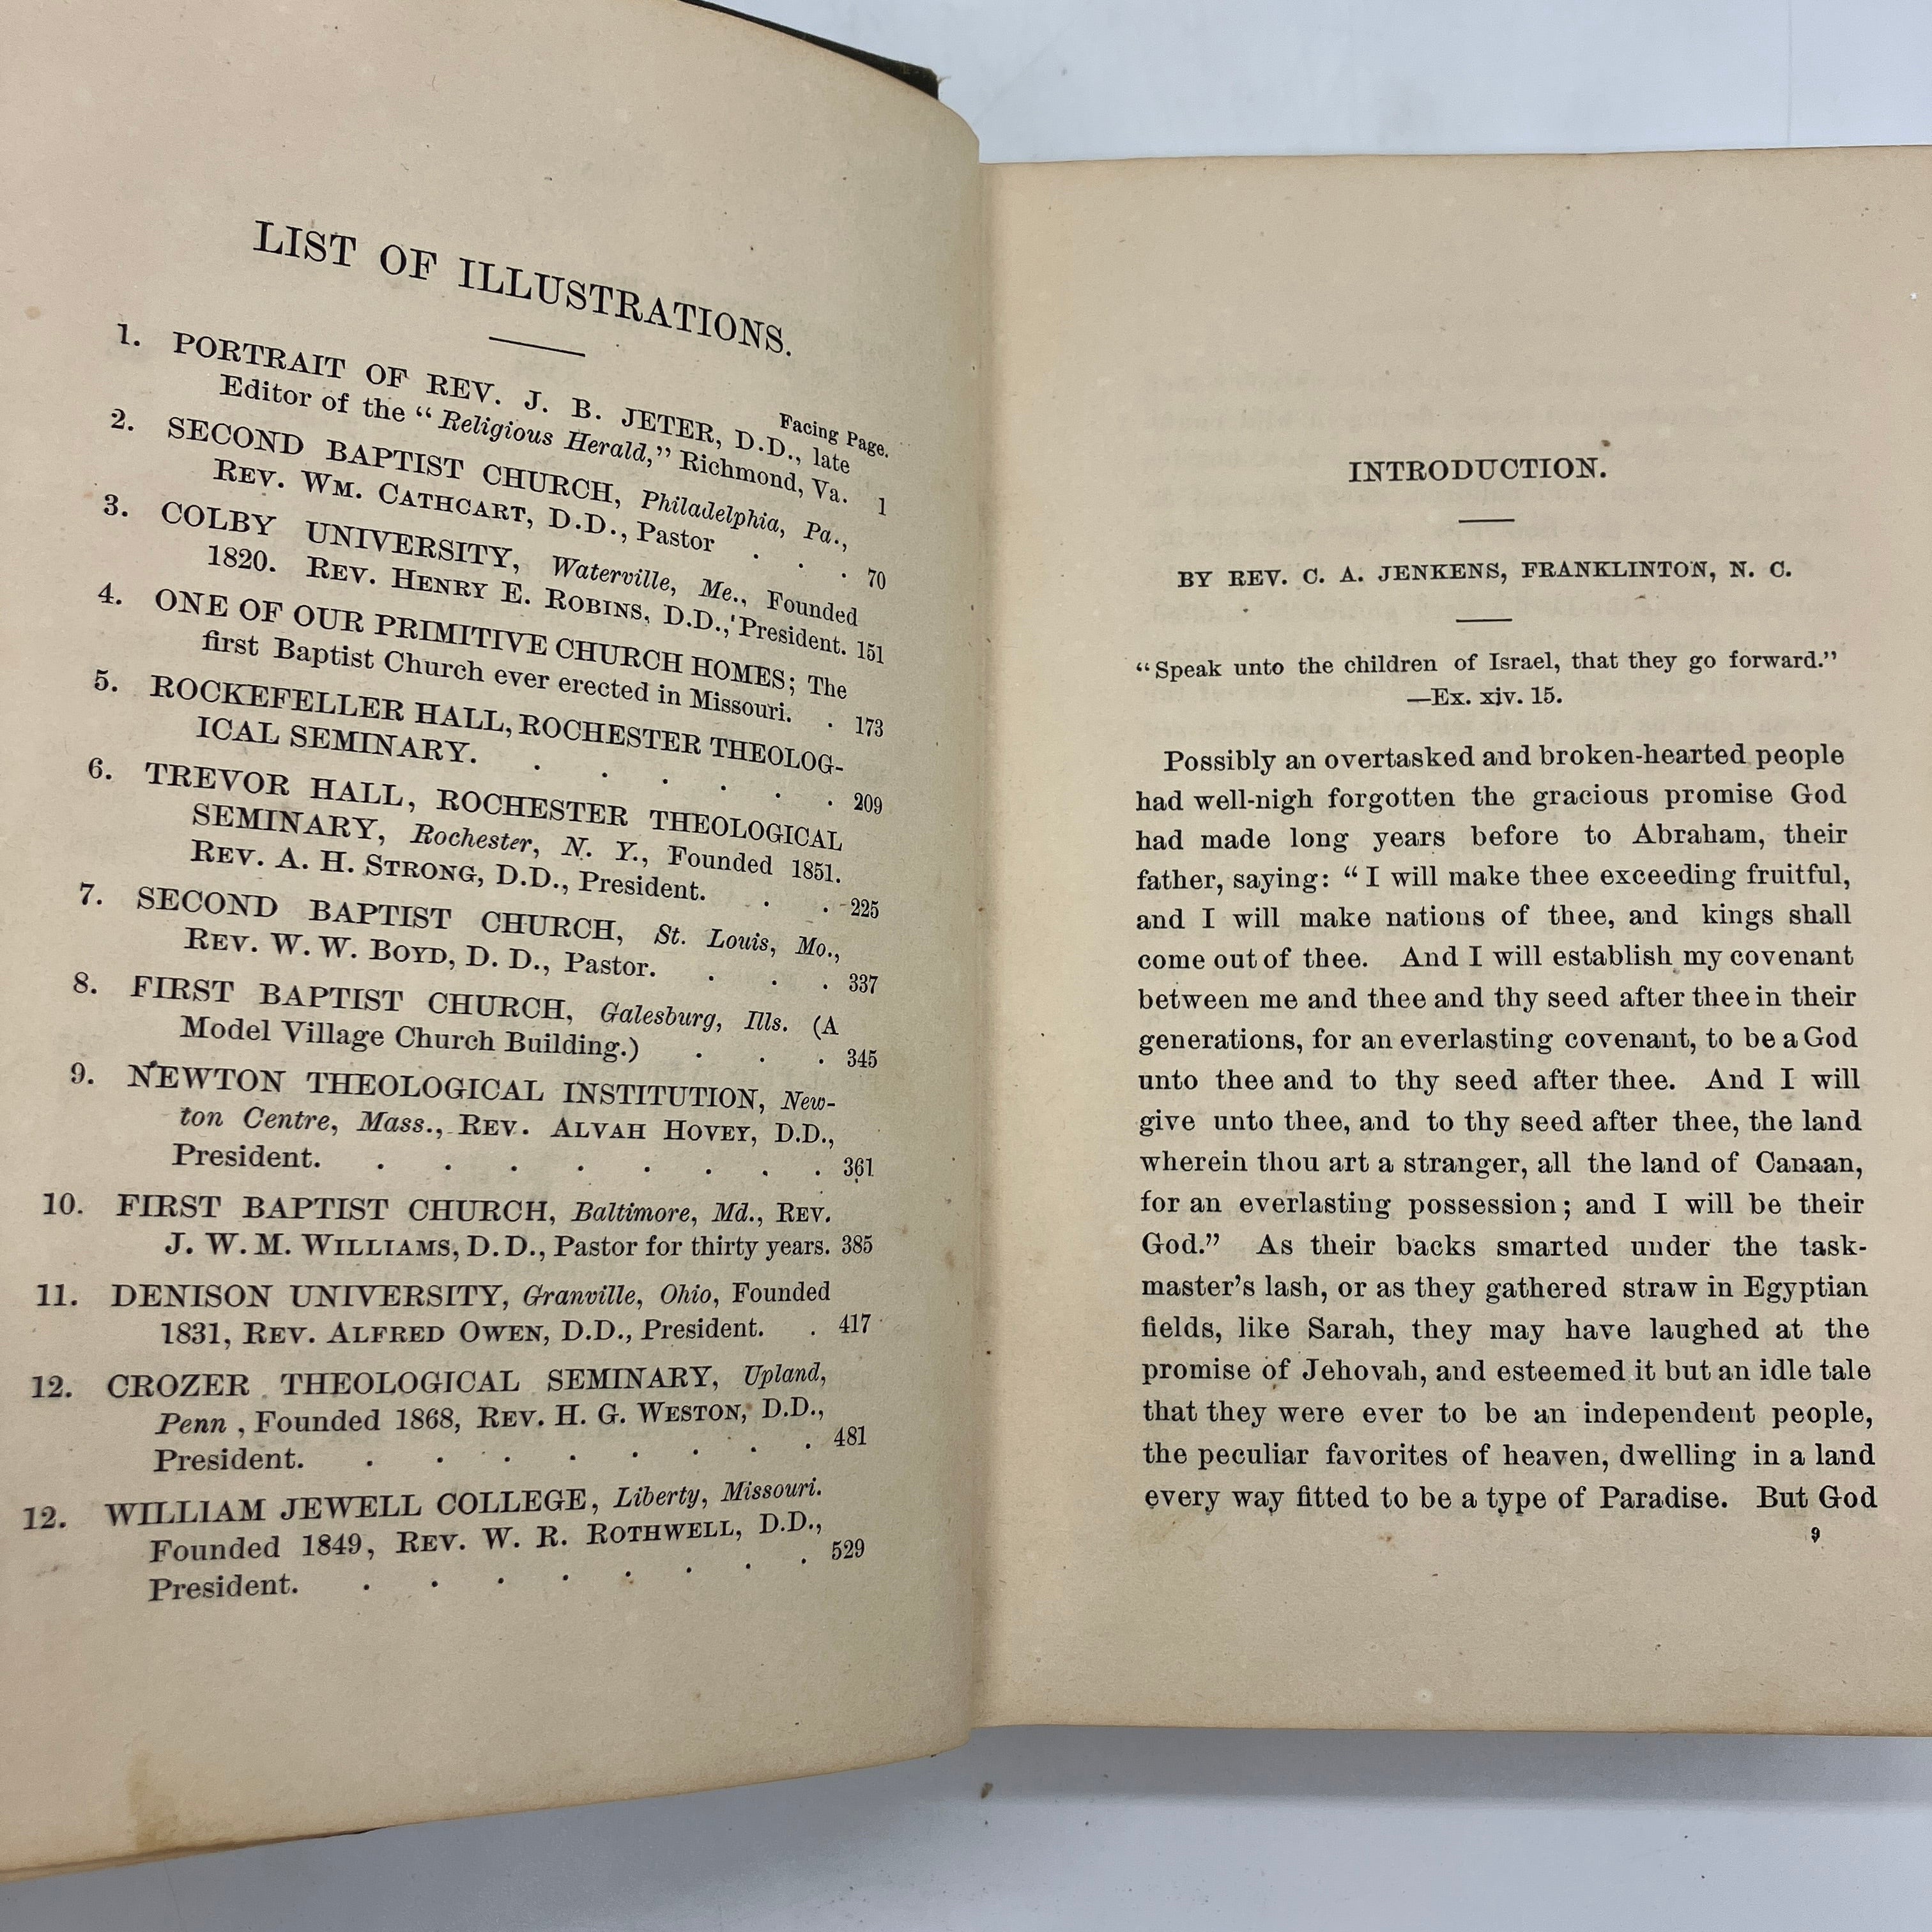 LIST OF ILLUSTRATIONS.
Facing Page.
1. PORTRAIT OF REV. J. B. JETER, D.D., late
Editor of the “Religious Herald,” Richmond, Va. 1
2. SECOND BAPTIST CHURCH, Philadelphia, Pa.,
REV. WM. CATHCART, D.D., Pastor . . . 70
3. COLBY UNIVERSITY, Waterville, Me., Founded
1820. REV. HENRY E. ROBINS, D.D., President. 151
4. ONE OF OUR PRIMITIVE CHURCH HOMES; The
first Baptist Church ever erected in Missouri. . 173
5. ROCKEFELLER HALL, ROCHESTER THEOLOG-
ICAL SEMINARY. . . . . . . 209
6. TREVOR HALL, ROCHESTER THEOLOGICAL
SEMINARY, Rochester, N. Y., Founded 1851.
REV. A. H. STRONG, D.D., President. . . 225
7. SECOND BAPTIST CHURCH, St. Louis, Mo.,
REV. W. W. BOYD, D. D., Pastor. . . . 337
8. FIRST BAPTIST CHURCH, Galesburg, Ills. (A
Model Village Church Building.) . . . 345
9. NEWTON THEOLOGICAL INSTITUTION, New-
ton Centre, Mass., REV. ALVAH HOVEY, D.D.,
President. . . . . . . . . 361
10. FIRST BAPTIST CHURCH, Baltimore, Md., REV.
J. W. M. WILLIAMS, D. D., Pastor for thirty years. 385
11. DENISON UNIVERSITY, Granville, Ohio, Founded
1831, REV. ALFRED OWEN, D.D., President. . 417
12. CROZER THEOLOGICAL SEMINARY, Upland,
Penn , Founded 1868, REV. H. G. WESTON, D.D.,
President. . . . . . . . 481
12. WILLIAM JEWELL COLLEGE, Liberty, Missouri.
Founded 1849, REV. W. R. ROTHWELL, D.D.,
President. . . . . . . . . 529
INTRODUCTION.
BY REV. C. A. JENKENS, FRANKLINTON, N. C.
“Speak unto the children of Israel, that they go forward.”
—Ex. xiv. 15.
Possibly an overtasked and broken-hearted people
had well-nigh forgotten the gracious promise God
had made long years before to Abraham, their
father, saying: “I will make thee exceeding fruitful,
and I will make nations of thee, and kings shall
come out of thee. And I will establish my covenant
between me and thee and thy seed after thee in their
generations, for an everlasting covenant, to be a God
unto thee and to thy seed after thee. And I will
give unto thee, and to thy seed after thee, the land
wherein thou art a stranger, all the land of Canaan,
for an everlasting possession; and I will be their
God.” As their backs smarted under the task-
master’s lash, or as they gathered straw in Egyptian
fields, like Sarah, they may have laughed at the
promise of Jehovah, and esteemed it but an idle tale
that they were ever to be an independent people,
the peculiar favorites of heaven, dwelling in a land
every way fitted to be a type of Paradise. But God
9